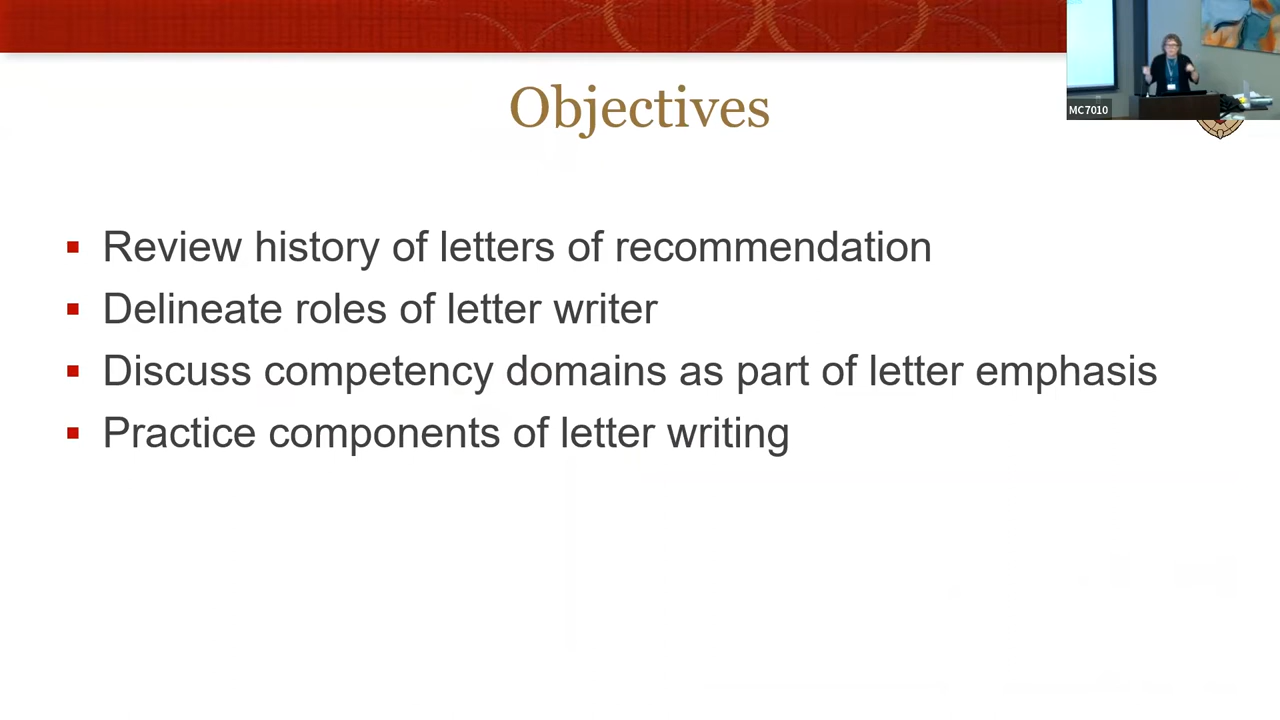 Objectives
MC7010
Review history of letters of recommendation
Delineate roles of letter writer
Discuss competency domains as part of letter emphasis
Practice components of letter writing